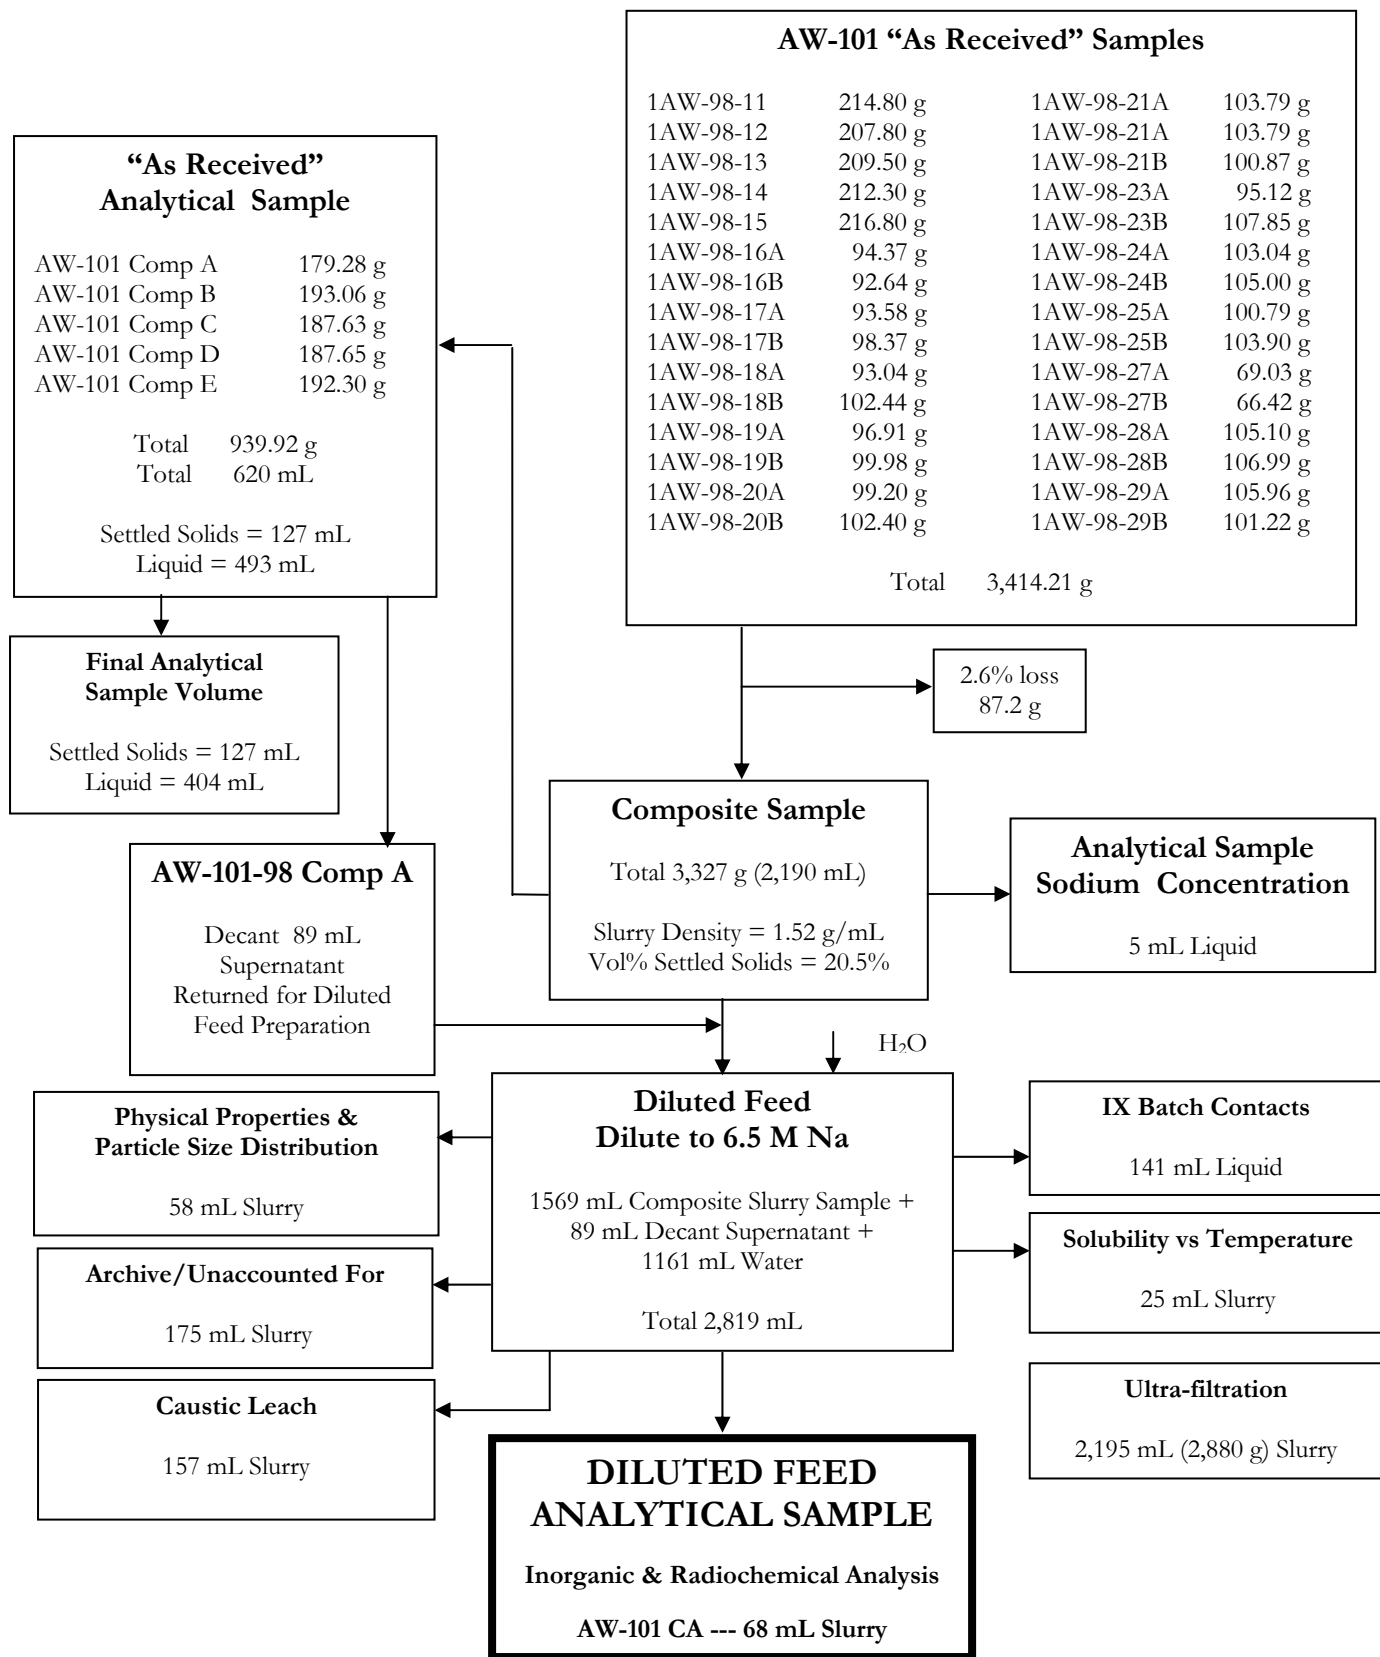 AW-101 “As Received” Samples
1AW-98-11 214.80 g 1AW-98-21A 103.79 g
1AW-98-12 207.80 g 1AW-98-21A 103.79 g
1AW-98-13 209.50 g 1AW-98-21B 100.87 g
1AW-98-14 212.30 g 1AW-98-23A 95.12 g
1AW-98-15 216.80 g 1AW-98-23B 107.85 g
1AW-98-16A 94.37 g 1AW-98-24A 103.04 g
1AW-98-16B 92.64 g 1AW-98-24B 105.00 g
1AW-98-17A 93.58 g 1AW-98-25A 100.79 g
1AW-98-17B 98.37 g 1AW-98-25B 103.90 g
1AW-98-18A 93.04 g 1AW-98-27A 69.03 g
1AW-98-18B 102.44 g 1AW-98-27B 66.42 g
1AW-98-19A 96.91 g 1AW-98-28A 105.10 g
1AW-98-19B 99.98 g 1AW-98-28B 106.99 g
1AW-98-20A 99.20 g 1AW-98-29A 105.96 g
1AW-98-20B 102.40 g 1AW-98-29B 101.22 g
Total 3,414.21 g
“As Received”
Analytical Sample
AW-101 Comp A 179.28 g
AW-101 Comp B 193.06 g
AW-101 Comp C 187.63 g
AW-101 Comp D 187.65 g
AW-101 Comp E 192.30 g
Total 939.92 g
Total 620 mL
Settled Solids = 127 mL
Liquid = 493 mL
Final Analytical
Sample Volume
Settled Solids = 127 mL
Liquid = 404 mL
2.6% loss
87.2 g
Composite Sample
Total 3,327 g (2,190 mL)
Slurry Density = 1.52 g/mL
Vol% Settled Solids = 20.5%
Analytical Sample
Sodium Concentration
5 mL Liquid
AW-101-98 Comp A
Decant 89 mL
Supernatant
Returned for Diluted
Feed Preparation
H₂O
Diluted Feed
Dilute to 6.5 M Na
1569 mL Composite Slurry Sample +
89 mL Decant Supernatant +
1161 mL Water
Total 2,819 mL
Physical Properties &
Particle Size Distribution
58 mL Slurry
Archive/Unaccounted For
175 mL Slurry
Caustic Leach
157 mL Slurry
IX Batch Contacts
141 mL Liquid
Solubility vs Temperature
25 mL Slurry
Ultra-filtration
2,195 mL (2,880 g) Slurry
DILUTED FEED
ANALYTICAL SAMPLE
Inorganic & Radiochemical Analysis
AW-101 CA --- 68 mL Slurry